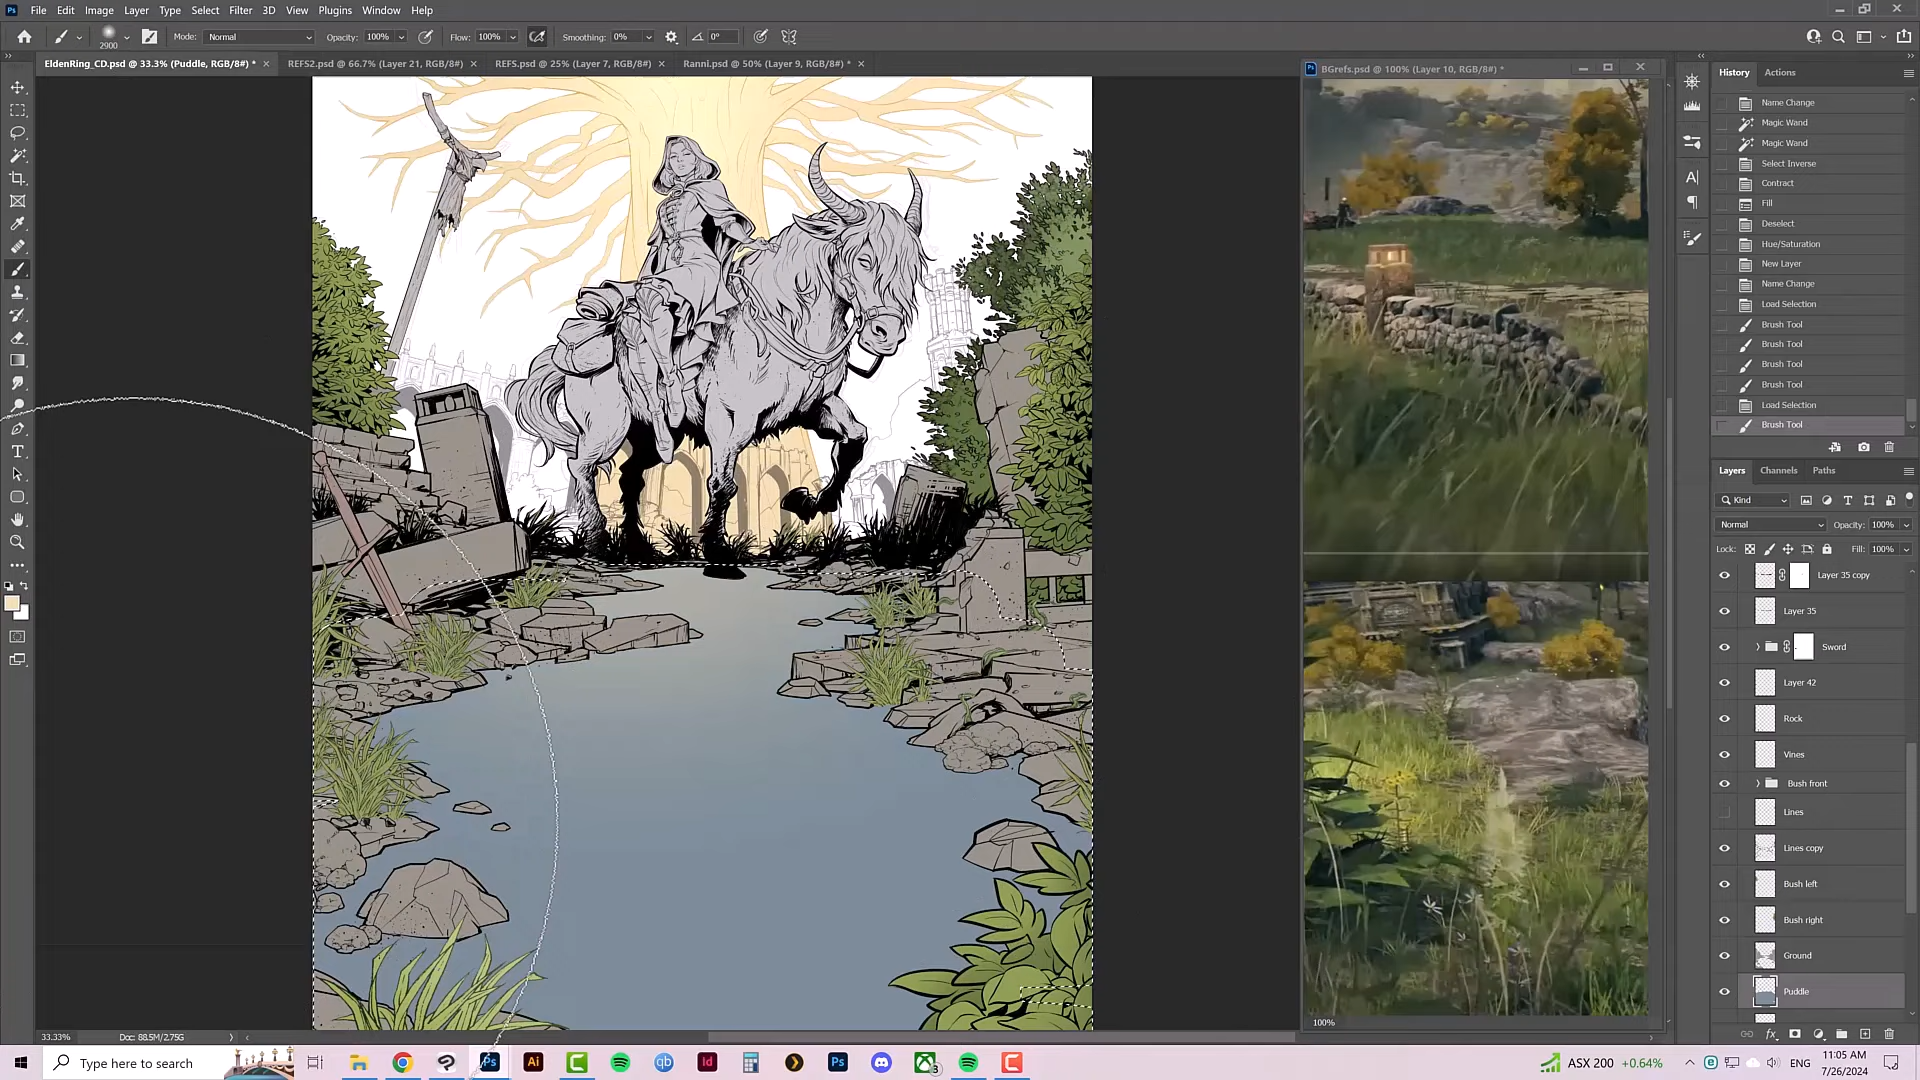 File Edit Image Layer Type Select Filter 3D View Plugins Window Help
2900 Mode: Normal Opacity: 100% Flow: 100% Smoothing: 0% 0°
EldenRing_CD.psd @ 33.3% (Puddle, RGB/8#) * REFS2.psd @ 66.7% (Layer 21, RGB/8#) REFS.psd @ 25% (Layer 7, RGB/8#) Ranni.psd @ 50% (Layer 9, RGB/8#) *
BGrefs.psd @ 100% (Layer 10, RGB/8#) *
History Actions
Name Change
Magic Wand
Magic Wand
Select Inverse
Contract
Fill
Deselect
Hue/Saturation
New Layer
Name Change
Load Selection
Brush Tool
Brush Tool
Brush Tool
Brush Tool
Load Selection
Brush Tool
Layers Channels Paths
Kind
Normal Opacity: 100%
Lock: Fill: 100%
Layer 35 copy
Layer 35
Sword
Layer 42
Rock
Vines
Bush front
Lines
Lines copy
Bush left
Bush right
Ground
Puddle
100%
33.33% Doc: 88.5M/2.75G
Type here to search
ASX 200 +0.64% ENG
11:05 AM
7/26/2024